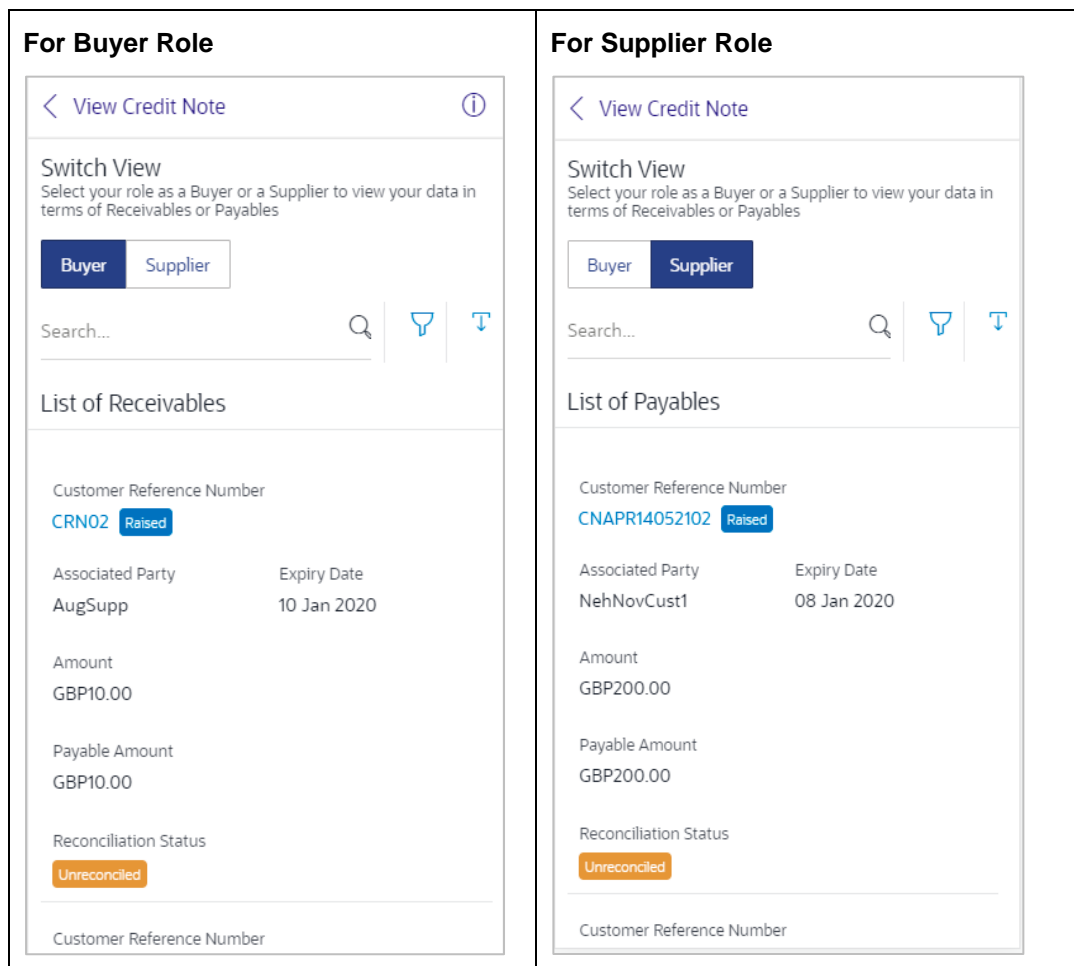 For Buyer Role
View Credit Note
Switch View
Select your role as a Buyer or a Supplier to view your data in
terms of Receivables or Payables
Buyer Supplier
Search...
List of Receivables
Customer Reference Number
CRN02 Raised
Associated Party Expiry Date
AugSupp 10 Jan 2020
Amount
GBP10.00
Payable Amount
GBP10.00
Reconciliation Status
Unreconciled
Customer Reference Number
For Supplier Role
View Credit Note
Switch View
Select your role as a Buyer or a Supplier to view your data in
terms of Receivables or Payables
Buyer Supplier
Search...
List of Payables
Customer Reference Number
CNAPR14052102 Raised
Associated Party Expiry Date
NehNovCust1 08 Jan 2020
Amount
GBP200.00
Payable Amount
GBP200.00
Reconciliation Status
Unreconciled
Customer Reference Number